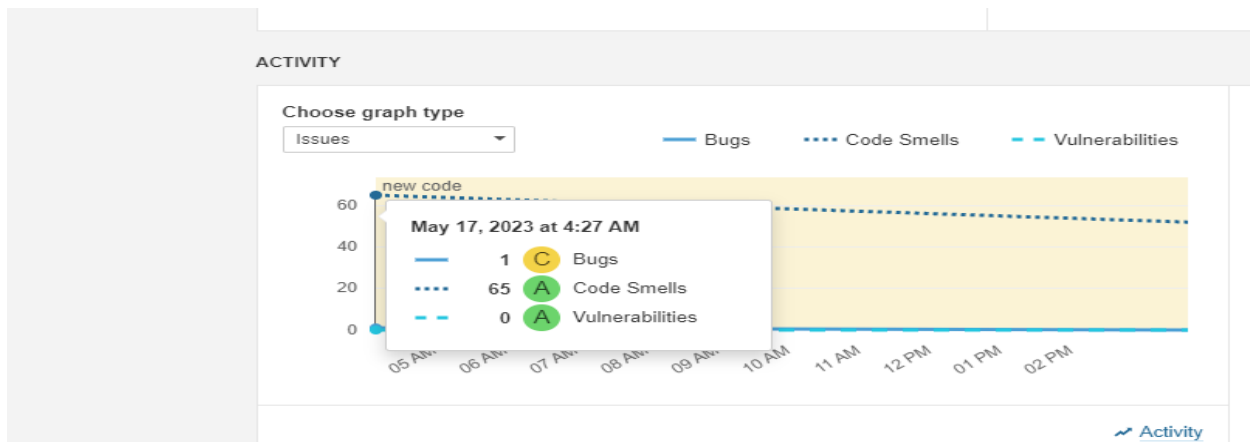 ACTIVITY
Choose graph type
Issues
Bugs
Code Smells
Vulnerabilities
new code
60
40
20
0
May 17, 2023 at 4:27 AM
1 C Bugs
65 A Code Smells
0 A Vulnerabilities
05 AM
06 AM
07 AM
08 AM
09 AM
10 AM
11 AM
12 PM
01 PM
02 PM
Activity